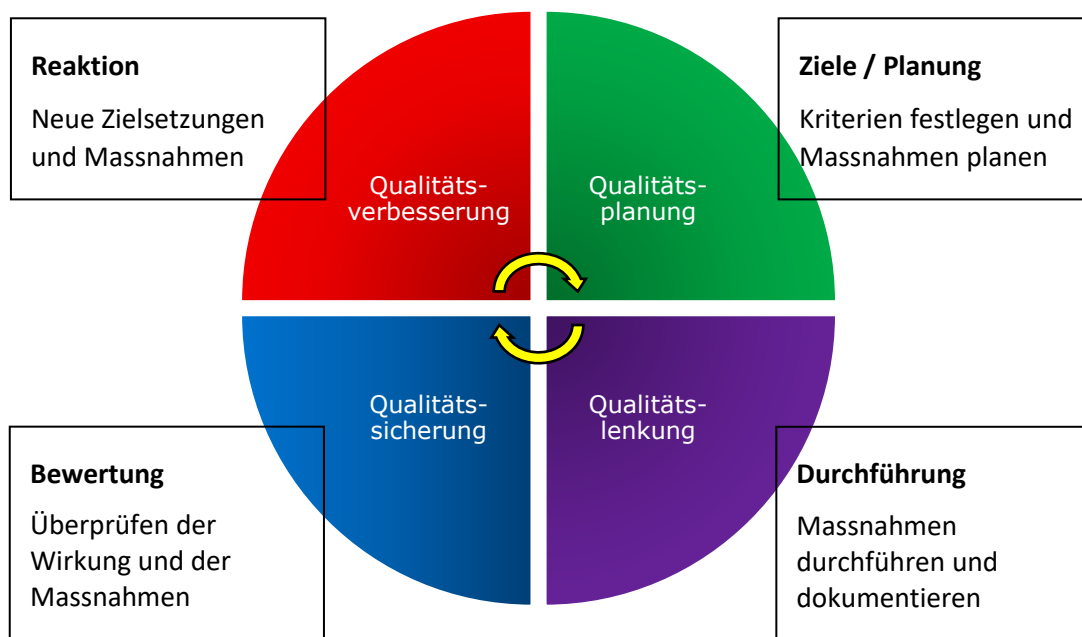 Reaktion
Neue Zielsetzungen
und Massnahmen
Ziele / Planung
Kriterien festlegen und
Massnahmen planen
Qualitäts-
verbesserung
Qualitäts-
planung
Qualitäts-
sicherung
Qualitäts-
lenkung
Bewertung
Überprüfen der
Wirkung und der
Massnahmen
Durchführung
Massnahmen
durchführen und
dokumentieren